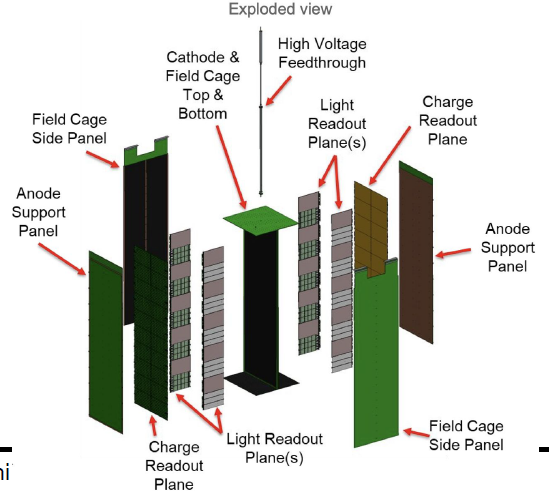 Exploded view
High Voltage
Feedthrough
Cathode &
Field Cage
Top &
Bottom
Light
Readout
Plane(s)
Charge
Readout
Plane
Field Cage
Side Panel
Anode
Support
Panel
Anode
Support
Panel
Field Cage
Side Panel
Light Readout
Plane(s)
Charge
Readout
Plane